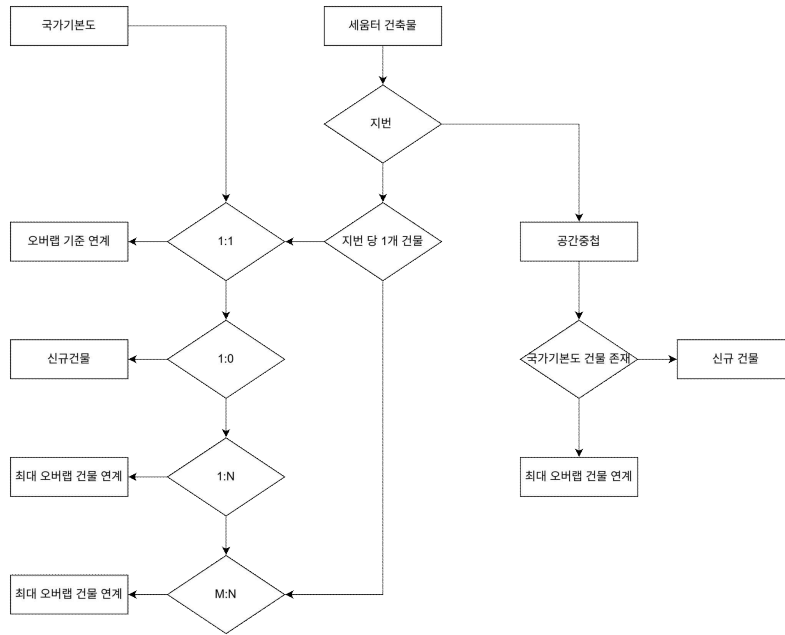 국가기본도
세움터 건축물
지번
오버랩 기준 연계
1:1
지번 당 1개 건물
공간중첩
신규건물
1:0
국가기본도 건물 존재
신규 건물
최대 오버랩 건물 연계
1:N
최대 오버랩 건물 연계
최대 오버랩 건물 연계
M:N